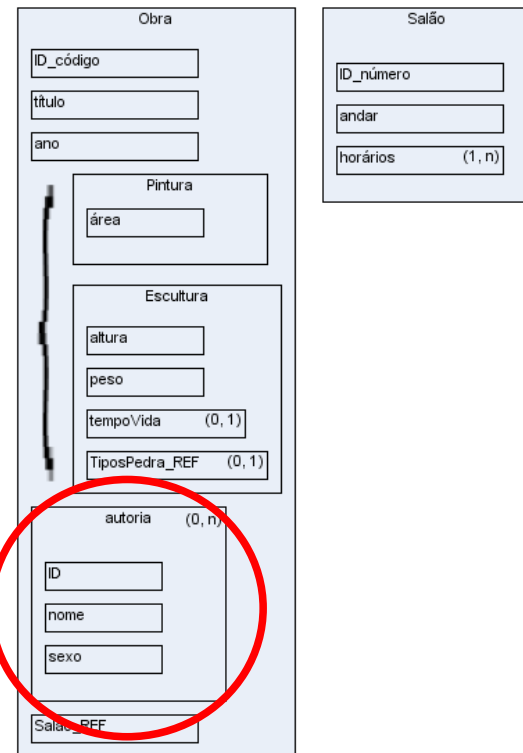 Obra
ID_código
título
ano
Pintura
área
Escultura
altura
peso
tempoVida (0, 1)
TiposPedra_REF (0, 1)
autoria (0, n)
ID
nome
sexo
Salão_REF
Salão
ID_número
andar
horários (1, n)